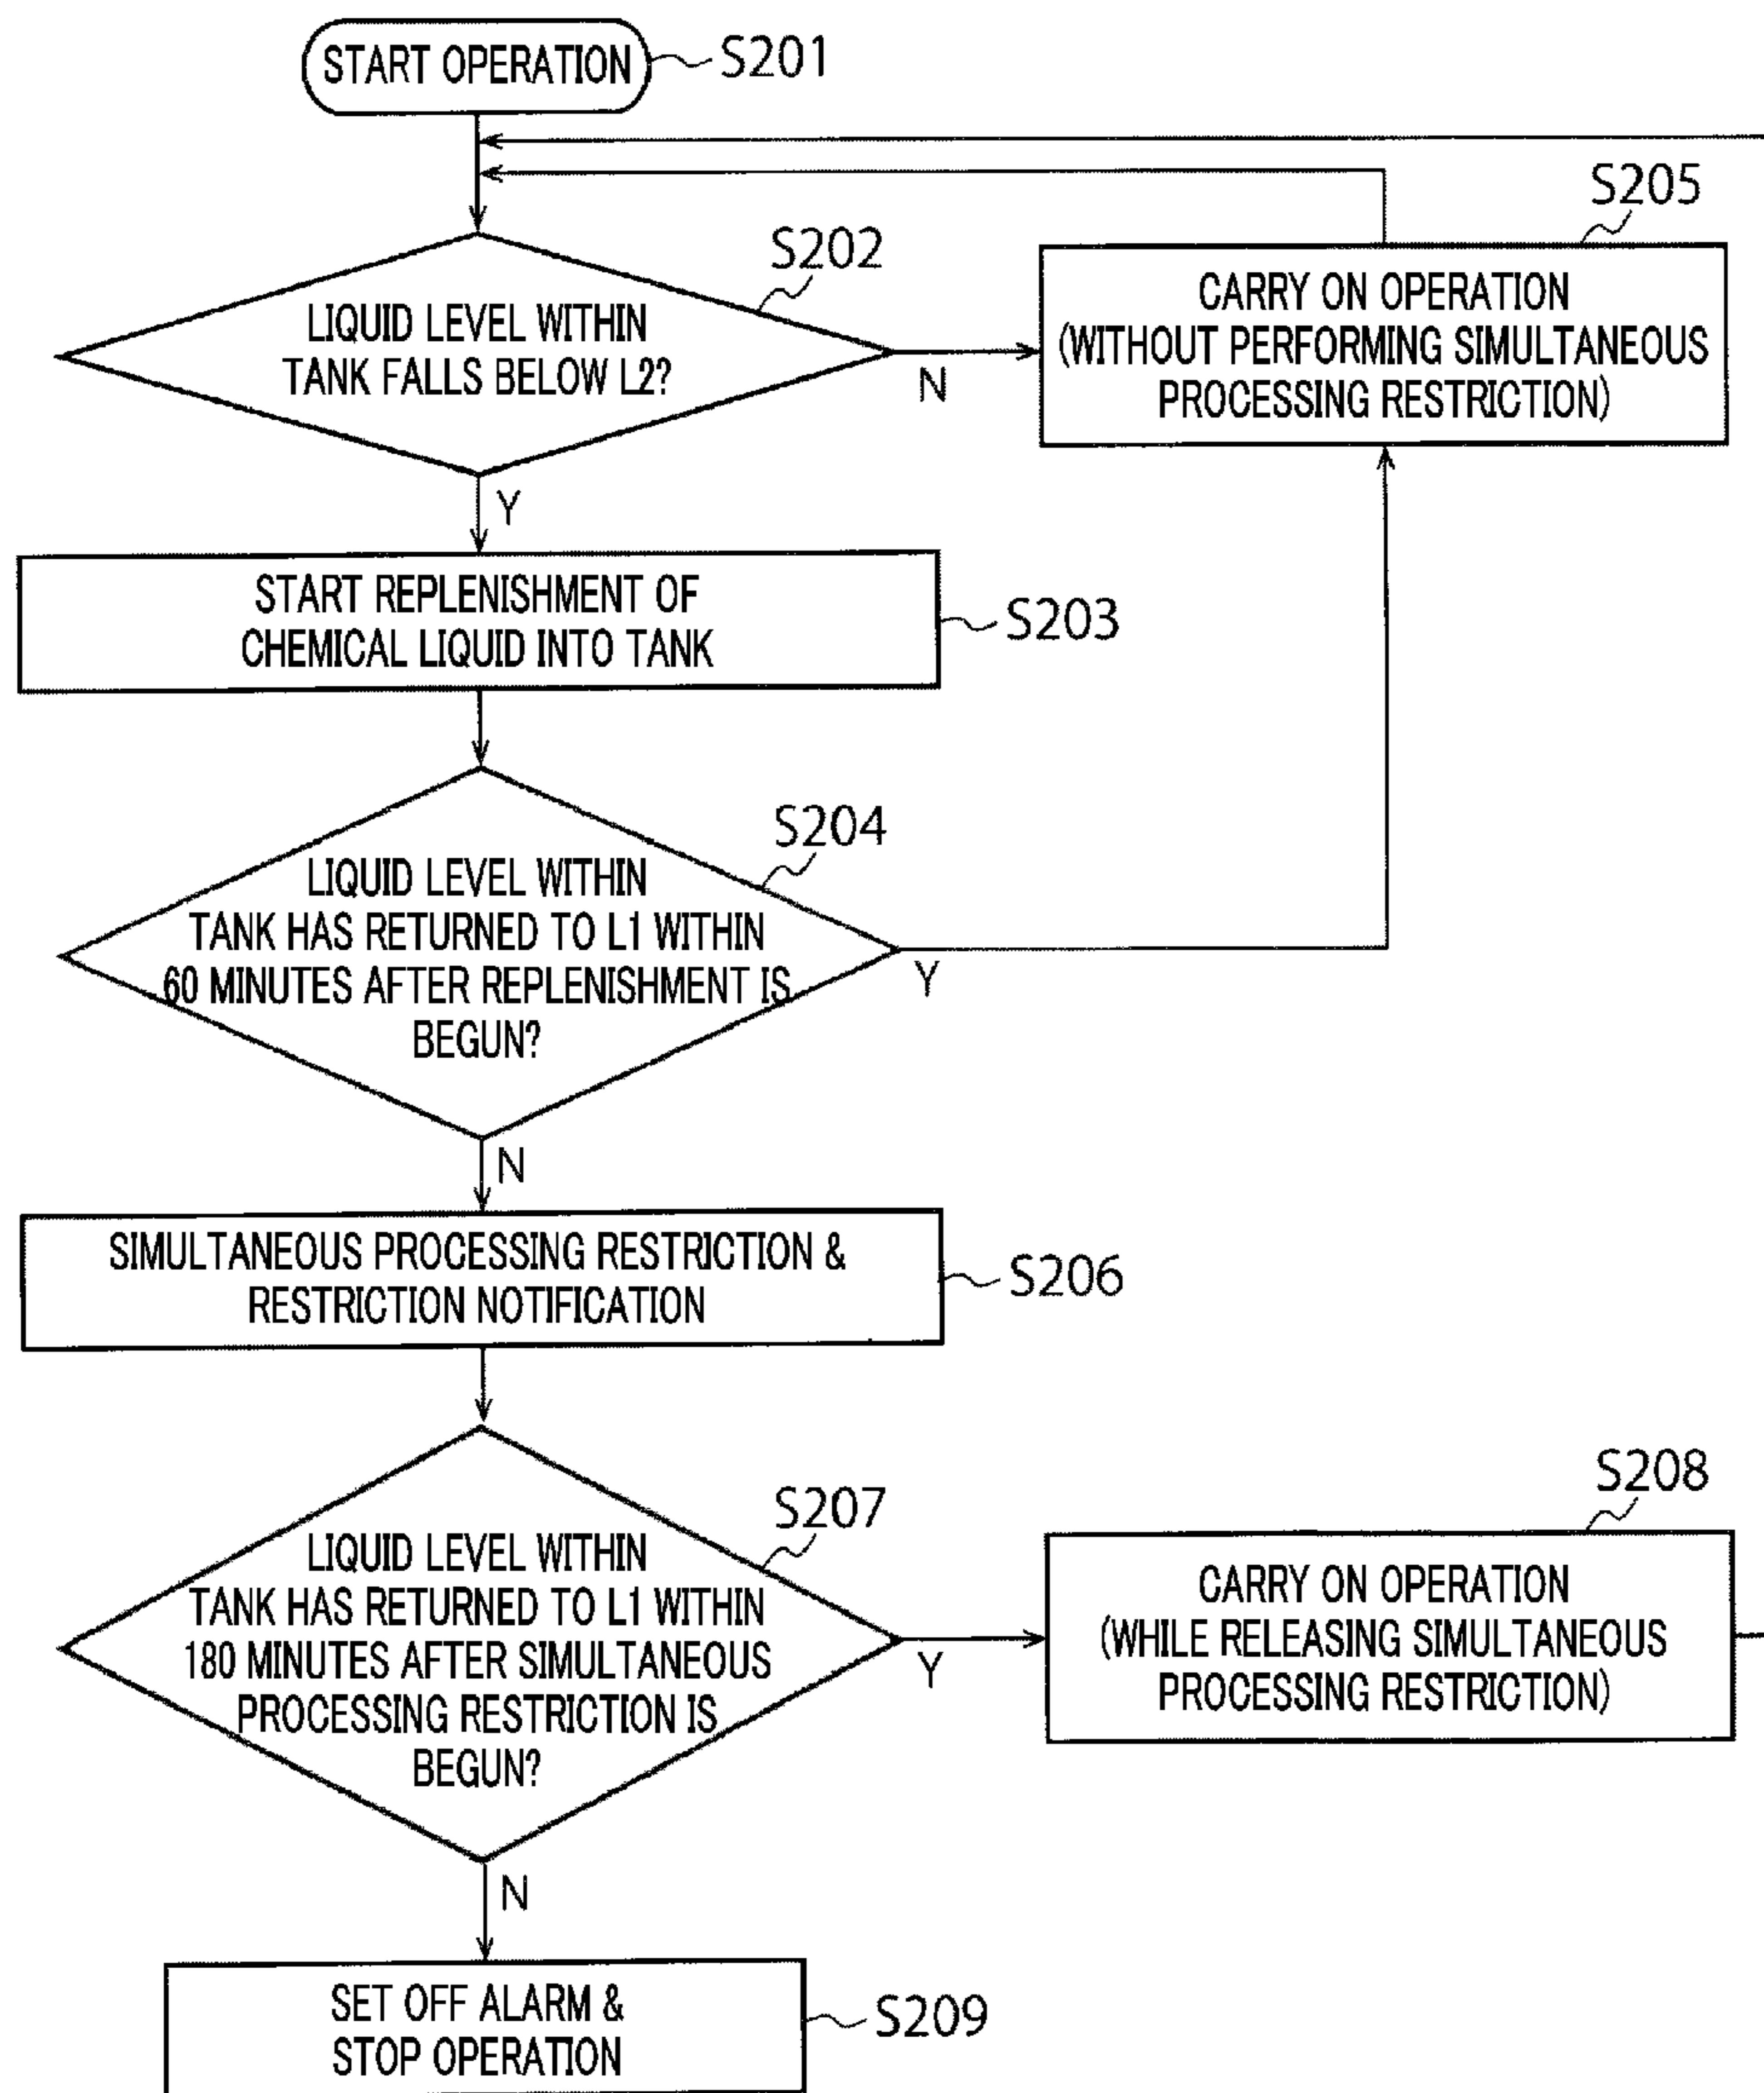 START OPERATION
S201
S205
S202
LIQUID LEVEL WITHIN
TANK FALLS BELOW L2?
N
CARRY ON OPERATION
(WITHOUT PERFORMING SIMULTANEOUS
PROCESSING RESTRICTION)
Y
START REPLENISHMENT OF
CHEMICAL LIQUID INTO TANK
S203
S204
LIQUID LEVEL WITHIN
TANK HAS RETURNED TO L1 WITHIN
60 MINUTES AFTER REPLENISHMENT IS
BEGUN?
Y
N
SIMULTANEOUS PROCESSING RESTRICTION &
RESTRICTION NOTIFICATION
S206
S207
LIQUID LEVEL WITHIN
TANK HAS RETURNED TO L1 WITHIN
180 MINUTES AFTER SIMULTANEOUS
PROCESSING RESTRICTION IS
BEGUN?
Y
S208
CARRY ON OPERATION
(WHILE RELEASING SIMULTANEOUS
PROCESSING RESTRICTION)
N
SET OFF ALARM &
STOP OPERATION
S209